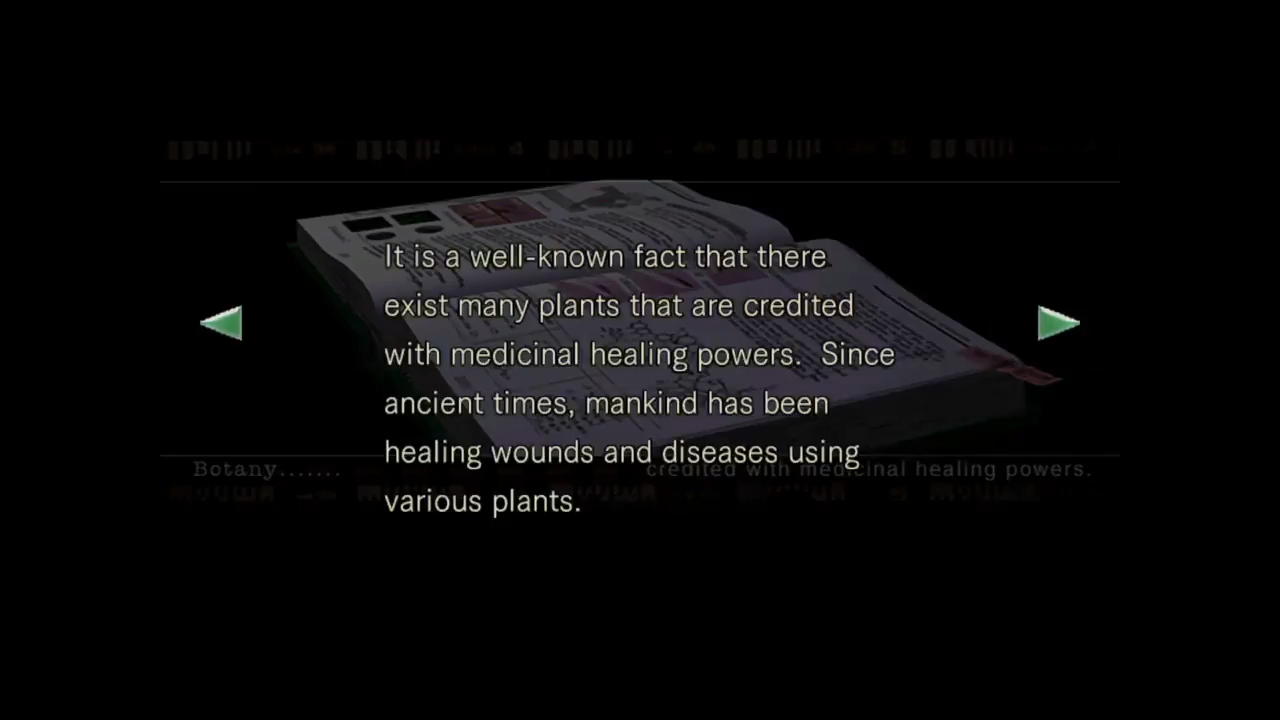 It is a well-known fact that there
exist many plants that are credited
with medicinal healing powers.  Since
ancient times, mankind has been
healing wounds and diseases using
various plants.
Botany....... credited with medicinal healing powers.